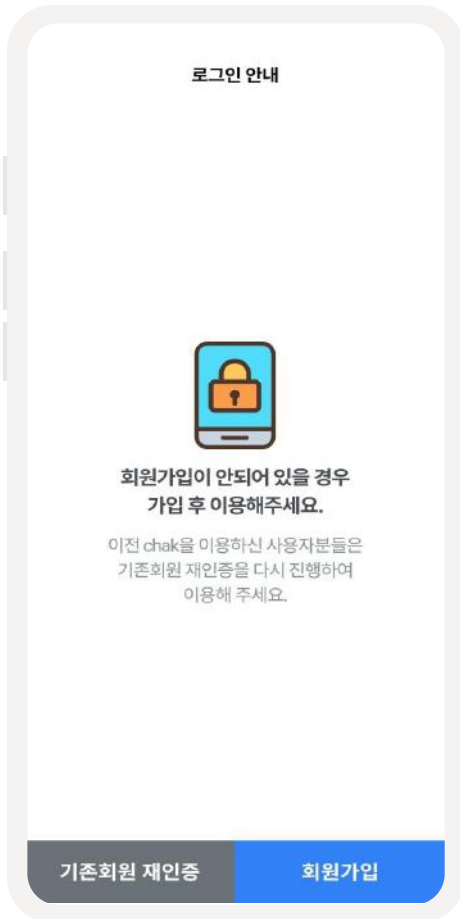 로그인 안내
회원가입이 안되어 있을 경우
가입 후 이용해주세요.
이전 chak을 이용하신 사용자분들은
기존회원 재인증을 다시 진행하여
이용해 주세요.
기존회원 재인증
회원가입